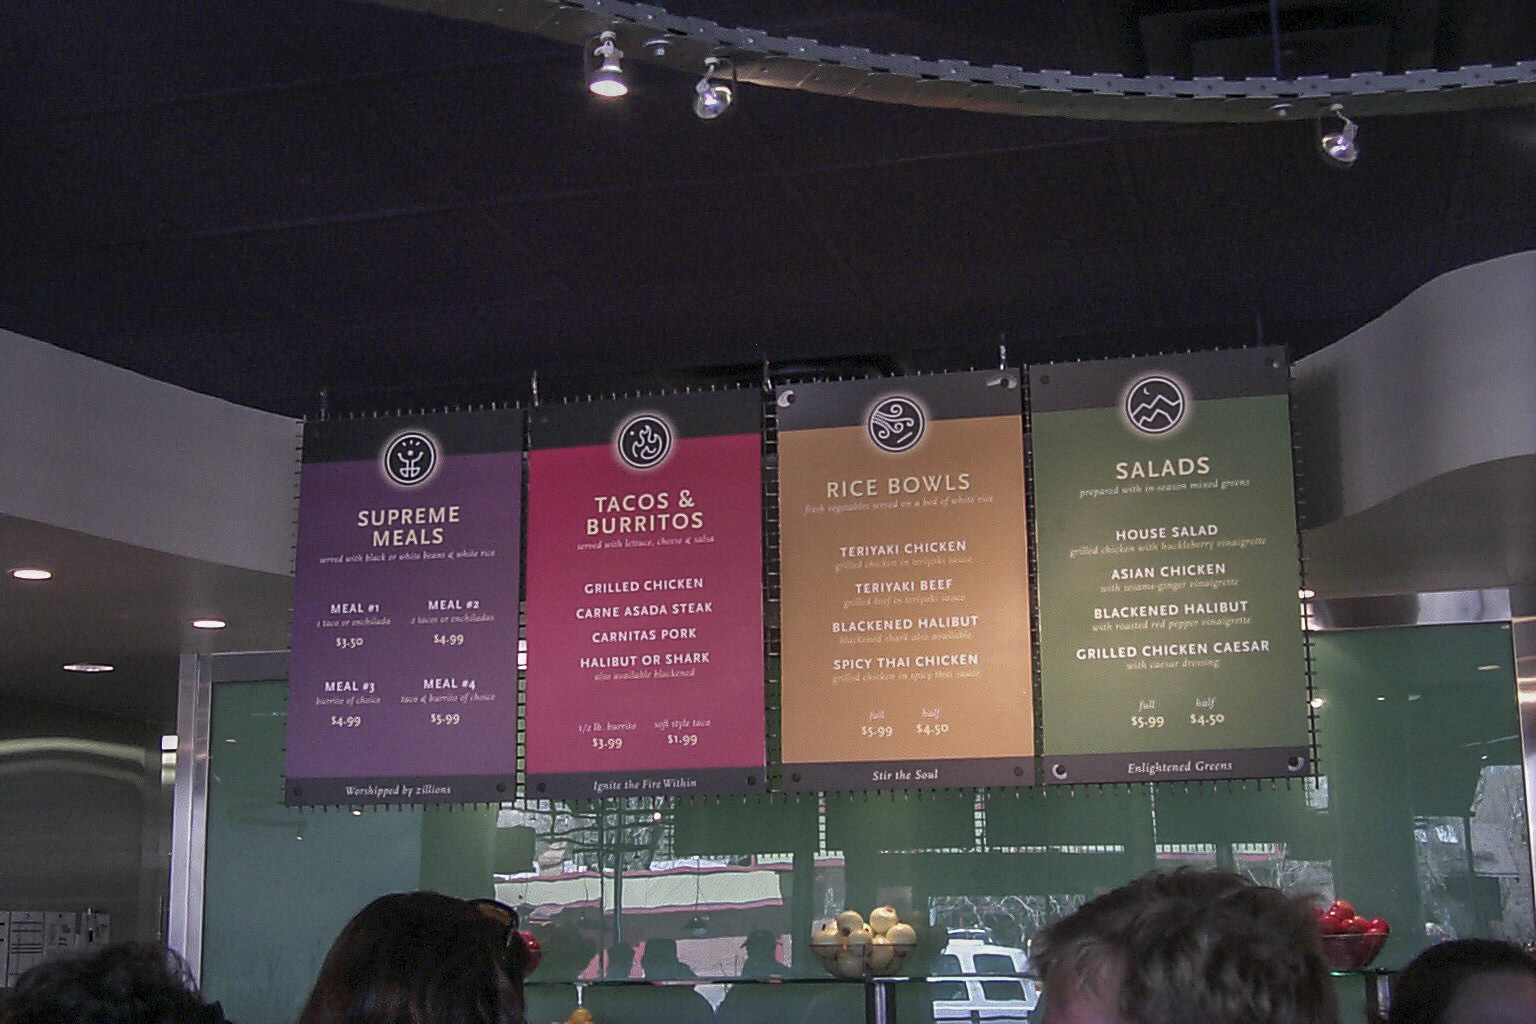 SUPREME
MEALS
served with black or white beans & white rice
MEAL #1
1 taco or enchilada
$3.50
MEAL #2
2 tacos or enchiladas
$4.99
MEAL #3
burrito of choice
$4.99
MEAL #4
taco & burrito of choice
$5.99
Worshipped by zillions
TACOS &
BURRITOS
served with lettuce, cheese & salsa
GRILLED CHICKEN
CARNE ASADA STEAK
CARNITAS PORK
HALIBUT OR SHARK
also available blackened
1/2 lb. burrito
$3.99
soft style taco
$1.99
Ignite the Fire Within
RICE BOWLS
fresh vegetables served on a bed of white rice
TERIYAKI CHICKEN
grilled chicken in teriyaki sauce
TERIYAKI BEEF
grilled beef in teriyaki sauce
BLACKENED HALIBUT
blackened shark also available
SPICY THAI CHICKEN
grilled chicken in spicy thai sauce
full
$5.99
half
$4.50
Stir the Soul
SALADS
prepared with in-season mixed greens
HOUSE SALAD
grilled chicken with huckleberry vinaigrette
ASIAN CHICKEN
with sesame-ginger vinaigrette
BLACKENED HALIBUT
with roasted red pepper vinaigrette
GRILLED CHICKEN CAESAR
with caesar dressing
full
$5.99
half
$4.50
Enlightened Greens